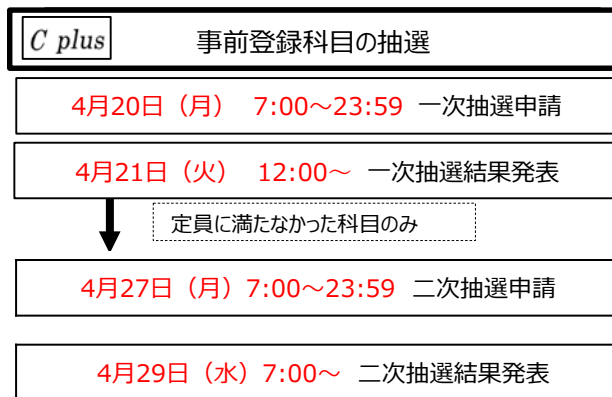 C plus 事前登録科目の抽選
4月20日（月） 7:00～23:59 一次抽選申請
4月21日（火） 12:00～ 一次抽選結果発表
定員に満たなかった科目のみ
4月27日（月）7:00～23:59 二次抽選申請
4月29日（水）7:00～ 二次抽選結果発表